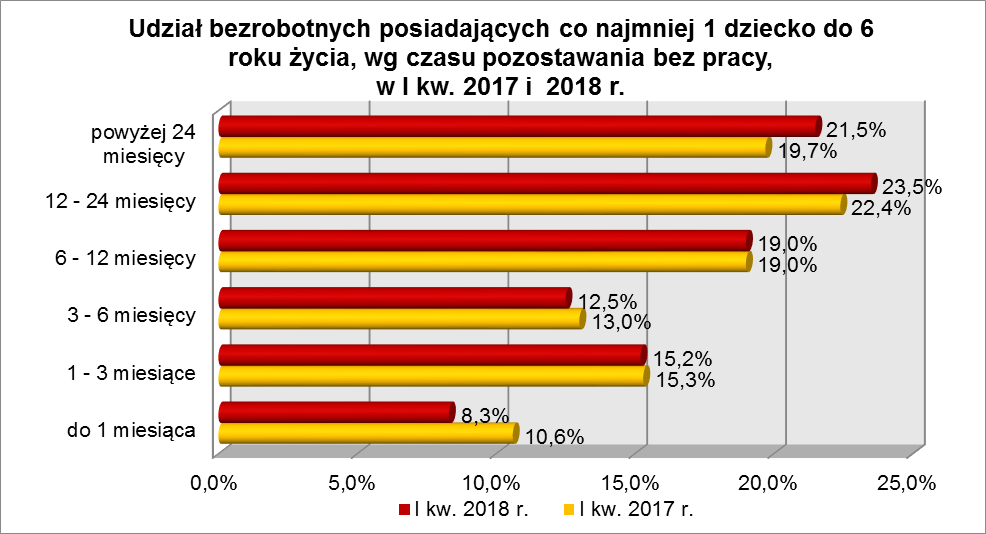 Udział bezrobotnych posiadających co najmniej 1 dziecko do 6
roku życia, wg czasu pozostawania bez pracy,
w I kw. 2017 i 2018 r.
powyżej 24
miesięcy
21,5%
19,7%
12 - 24 miesięcy
23,5%
22,4%
6 - 12 miesięcy
19,0%
19,0%
3 - 6 miesięcy
12,5%
13,0%
1 - 3 miesiące
15,2%
15,3%
do 1 miesiąca
8,3%
10,6%
0,0% 5,0% 10,0% 15,0% 20,0% 25,0%
I kw. 2018 r. I kw. 2017 r.